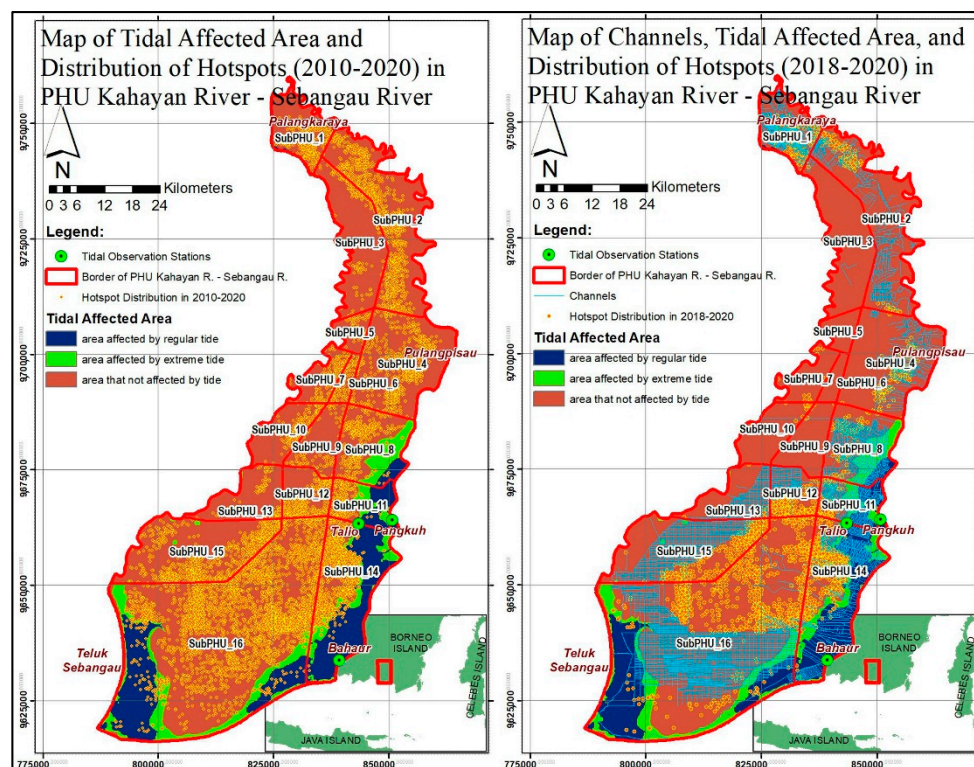 Map of Tidal Affected Area and
Distribution of Hotspots (2010-2020) in
PHU Kahayan River - Sebangau River
Palangkaraya
SubPHU_1
N
Kilometers
0 3 6 12 18 24
SubPHU_2
SubPHU_3
Legend:
Tidal Observation Stations
Border of PHU Kahayan R. - Sebangau R.
Hotspot Distribution in 2010-2020
Tidal Affected Area
area affected by regular tide
area affected by extreme tide
area that not affected by tide
SubPHU_5
Pulangpisau
SubPHU_4
SubPHU_7
SubPHU_6
SubPHU_10
SubPHU_9
SubPHU_8
SubPHU_12
SubPHU_11
SubPHU_13
Talio
Pangkuh
SubPHU_15
SubPHU_14
SubPHU_16
Teluk
Sebangau
Bahaur
BORNEO
ISLAND
CELEBES ISLAND
JAVA ISLAND
9750000
9725000
9700000
9675000
9650000
9625000
775000
800000
825000
850000
Map of Channels, Tidal Affected Area, and
Distribution of Hotspots (2018-2020) in
PHU Kahayan River - Sebangau River
Palangkaraya
SubPHU_1
N
Kilometers
0 3 6 12 18 24
SubPHU_2
SubPHU_3
Legend:
Tidal Observation Stations
Border of PHU Kahayan R. - Sebangau R.
Channels
Hotspot Distribution in 2018-2020
Tidal Affected Area
area affected by regular tide
area affected by extreme tide
area that not affected by tide
SubPHU_5
Pulangpisau
SubPHU_4
SubPHU_7
SubPHU_6
SubPHU_10
SubPHU_9
SubPHU_8
SubPHU_12
SubPHU_11
SubPHU_13
Talio
Pangkuh
SubPHU_15
SubPHU_14
SubPHU_16
Teluk
Sebangau
Bahaur
BORNEO
ISLAND
CELEBES ISLAND
JAVA ISLAND
9750000
9725000
9700000
9675000
9650000
9625000
775000
800000
825000
850000